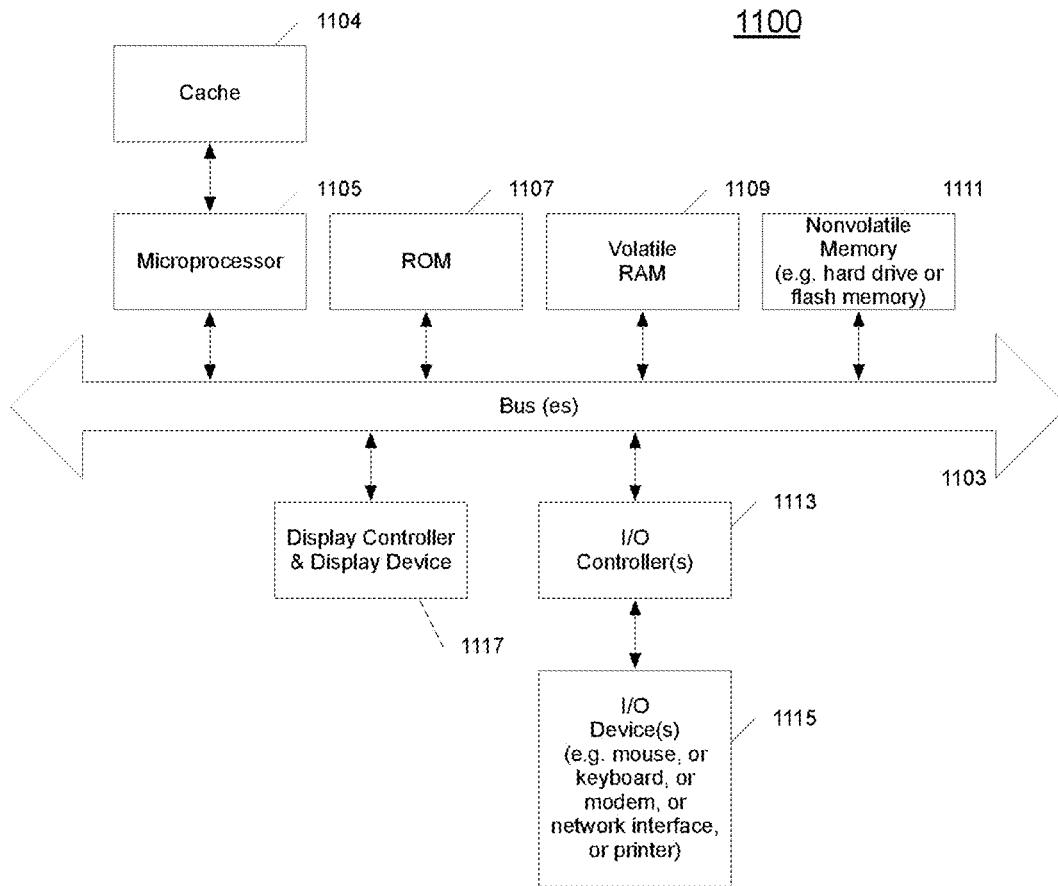 1100
1104
Cache
1105
1107
1109
1111
Microprocessor
ROM
Volatile
RAM
Nonvolatile
Memory
(e.g. hard drive or
flash memory)
Bus (es)
1103
Display Controller
& Display Device
1117
1113
I/O
Controller(s)
1115
I/O
Device(s)
(e.g. mouse, or
keyboard, or
modem, or
network interface,
or printer)